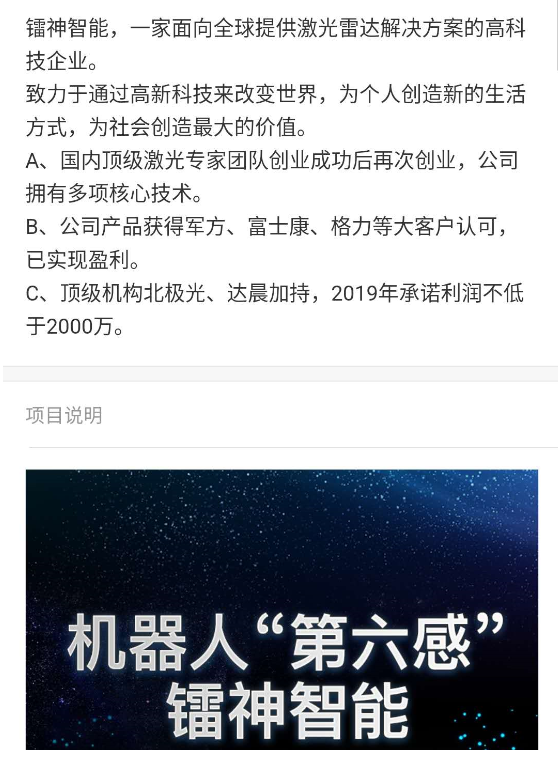 镭神智能，一家面向全球提供激光雷达解决方案的高科
技企业。
致力于通过高新科技来改变世界，为个人创造新的生活
方式，为社会创造最大的价值。
A、国内顶级激光专家团队创业成功后再次创业，公司
拥有多项核心技术。
B、公司产品获得军方、富士康、格力等大客户认可，
已实现盈利。
C、顶级机构北极光、达晨加持，2019年承诺利润不低
于2000万。
项目说明
机器人“第六感”
镭神智能